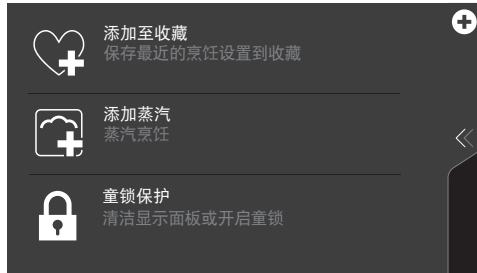 添加至收藏
保存最近的烹饪设置到收藏
添加蒸汽
蒸汽烹饪
童锁保护
清洁显示面板或开启童锁